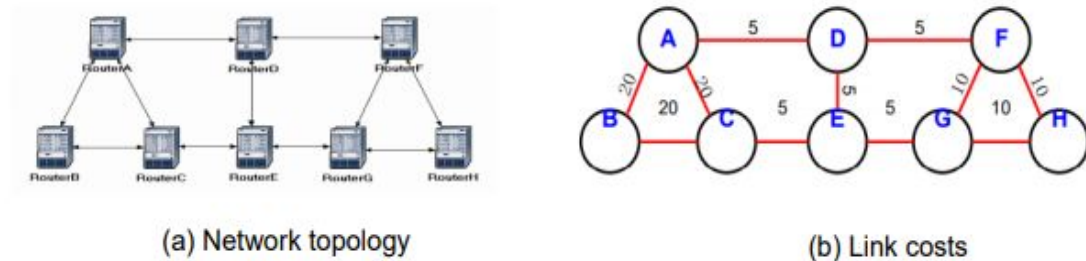 RouterA
RouterD
RouterF
RouterB
RouterC
RouterE
RouterG
RouterH
(a) Network topology
A
5
D
5
F
20
20
5
10
10
B
20
C
5
E
5
G
10
H
(b) Link costs